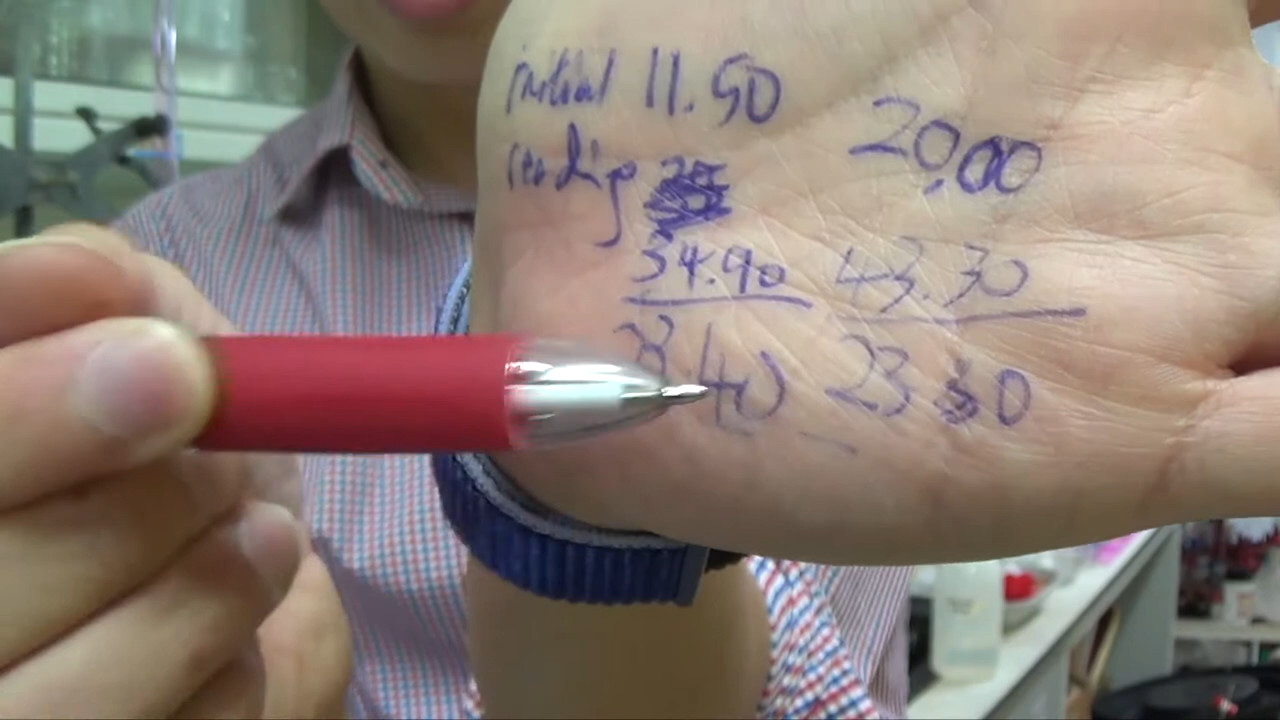 initial 11.50 20.00
reading
34.90 43.30
23.40 23.30